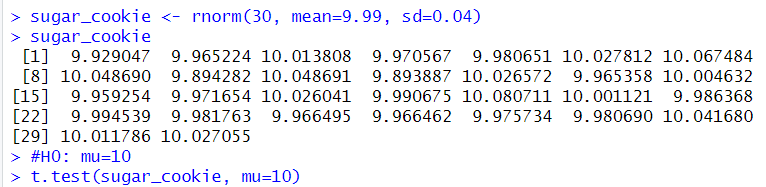 > sugar_cookie <- rnorm(30, mean=9.99, sd=0.04)
> sugar_cookie
 [1]  9.929047  9.965224 10.013808  9.970567  9.980651 10.027812 10.067484
 [8] 10.048690  9.894282 10.048691  9.893887 10.026572  9.965358 10.004632
[15]  9.959254  9.971654 10.026041  9.990675 10.080711 10.001121  9.986368
[22]  9.994539  9.981763  9.966495  9.966462  9.975734  9.980690 10.041680
[29] 10.011786 10.027055
> #H0: mu=10
> t.test(sugar_cookie, mu=10)